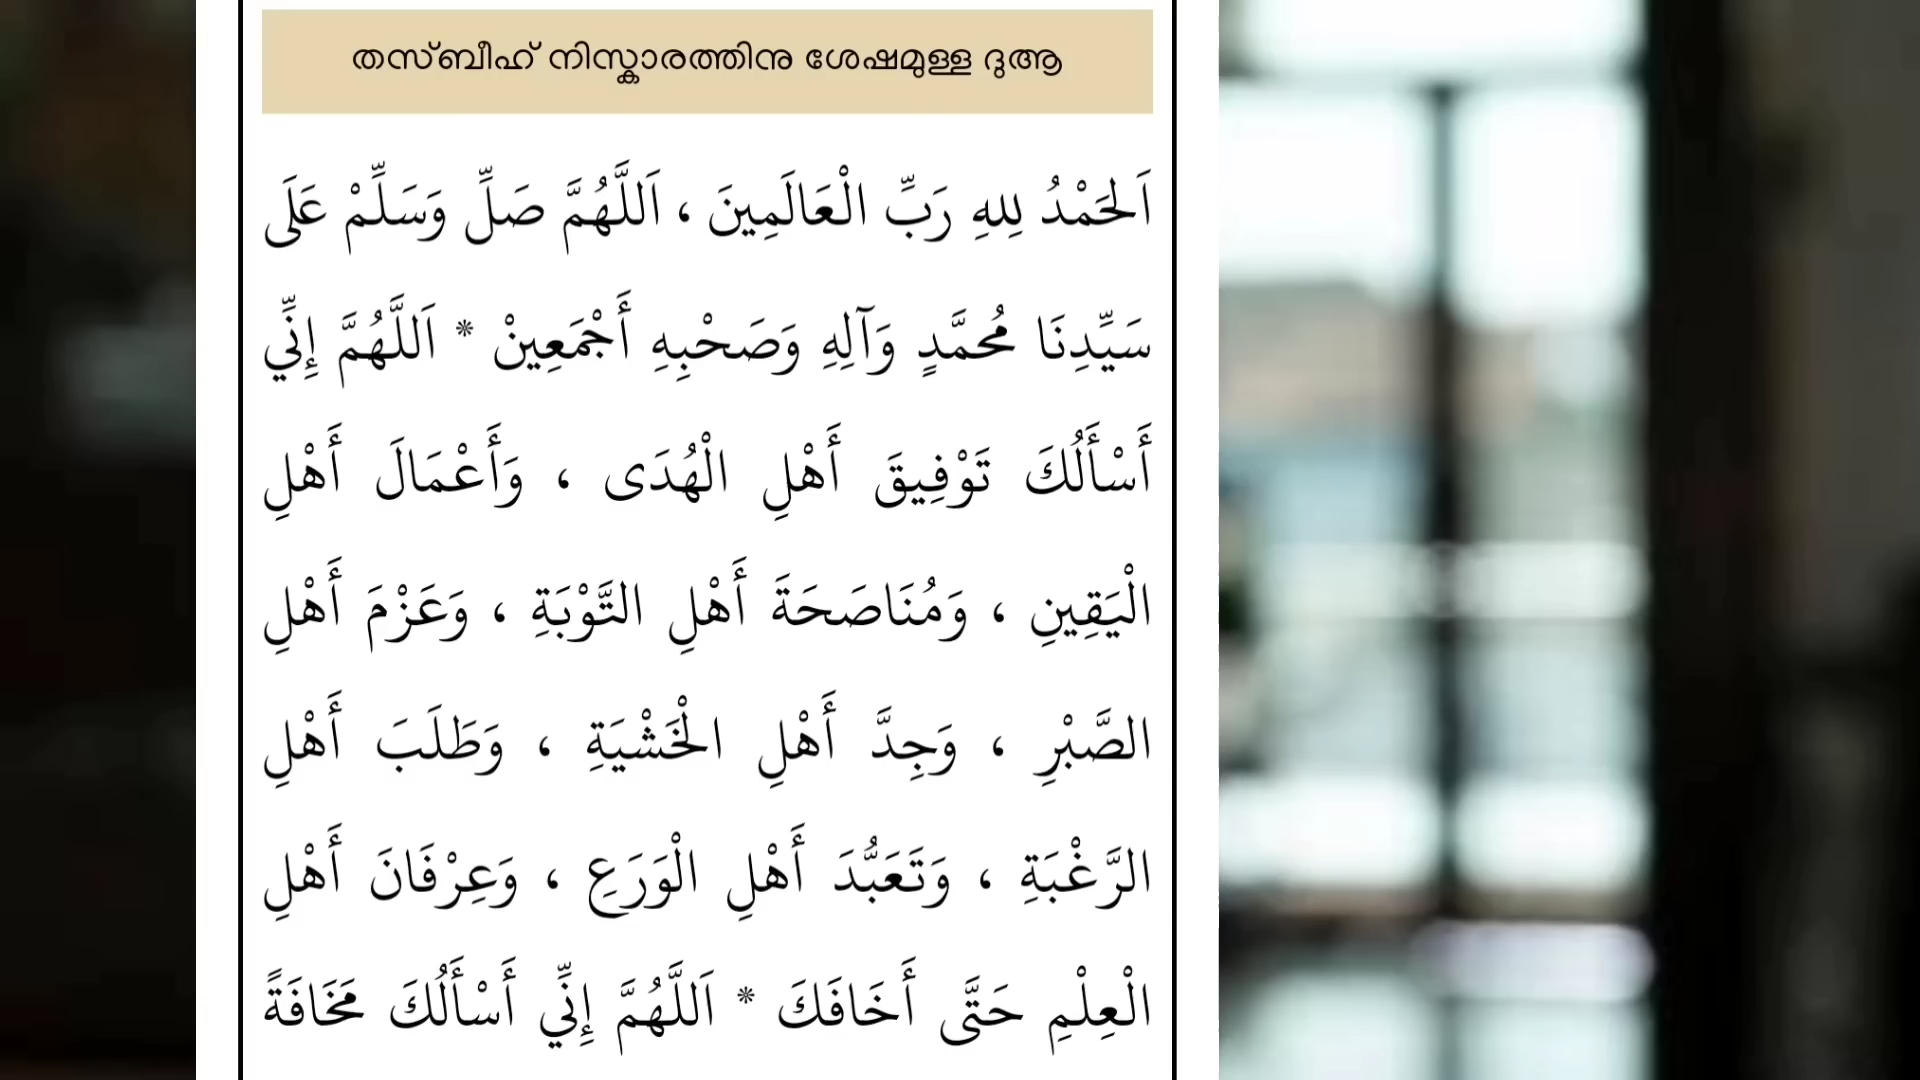 തസ്ബീഹ് നിസ്കാരത്തിനു ശേഷമുള്ള ദുആ
اَلْحَمْدُ لِلهِ رَبِّ الْعَالَمِينَ ، اَللَّهُمَّ صَلِّ وَسَلِّمْ عَلَى
سَيِّدِنَا مُحَمَّدٍ وَآلِهِ وَصَحْبِهِ أَجْمَعِينْ * اَللَّهُمَّ إِنِّي
أَسْأَلُكَ تَوْفِيقَ أَهْلِ الْهُدَى ، وَأَعْمَالَ أَهْلِ
الْيَقِينِ ، وَمُنَاصَحَةَ أَهْلِ التَّوْبَةِ ، وَعَزْمَ أَهْلِ
الصَّبْرِ ، وَجِدَّ أَهْلِ الْخَشْيَةِ ، وَطَلَبَ أَهْلِ
الرَّغْبَةِ ، وَتَعَبُّدَ أَهْلِ الْوَرَعِ ، وَعِرْفَانَ أَهْلِ
الْعِلْمِ حَتَّى أَخَافَكَ * اَللَّهُمَّ إِنِّي أَسْأَلُكَ مَخَافَةً